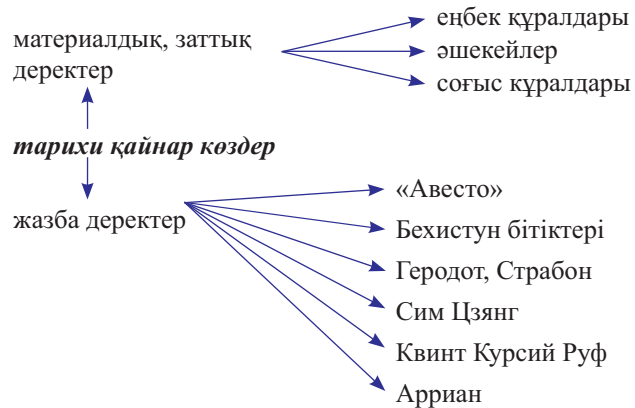 материалдық, заттық
деректер
еңбек құралдары
әшекейлер
соғыс құралдары
тарихи қайнар көздер
жазба деректер
«Авесто»
Бехистун бітіктері
Геродот, Страбон
Сим Цзянг
Квинт Курсий Руф
Арриан